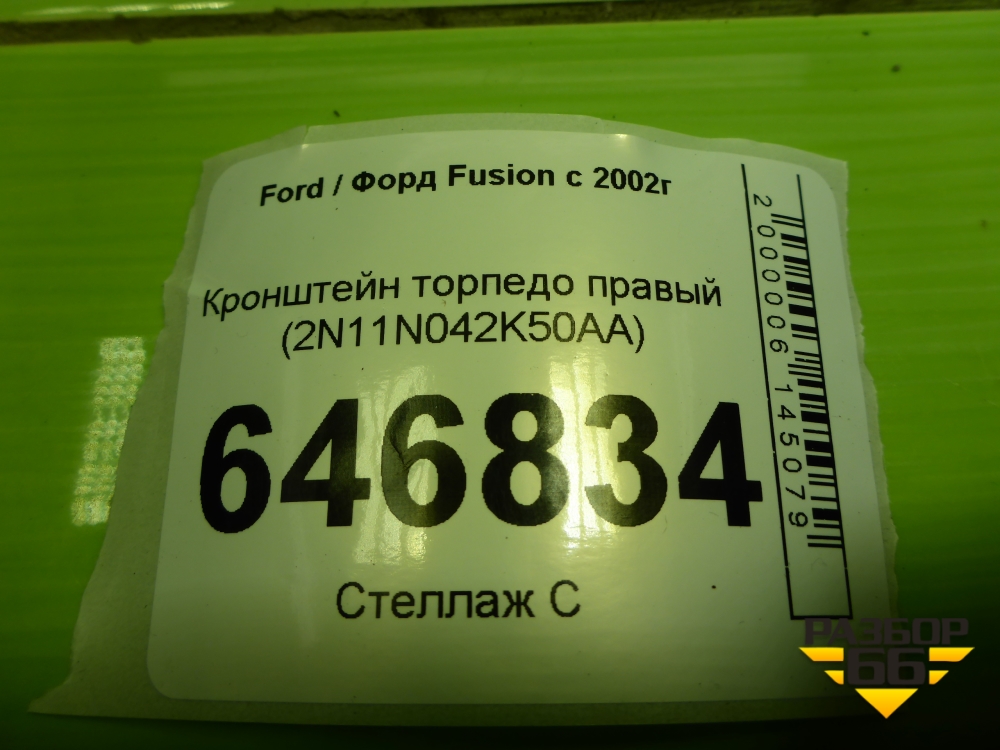 Ford / Форд Fusion с 2002г
Кронштейн торпедо правый
(2N11N042K50AA)
646834
Стеллаж С
2000006145079
РАЗБОР
66